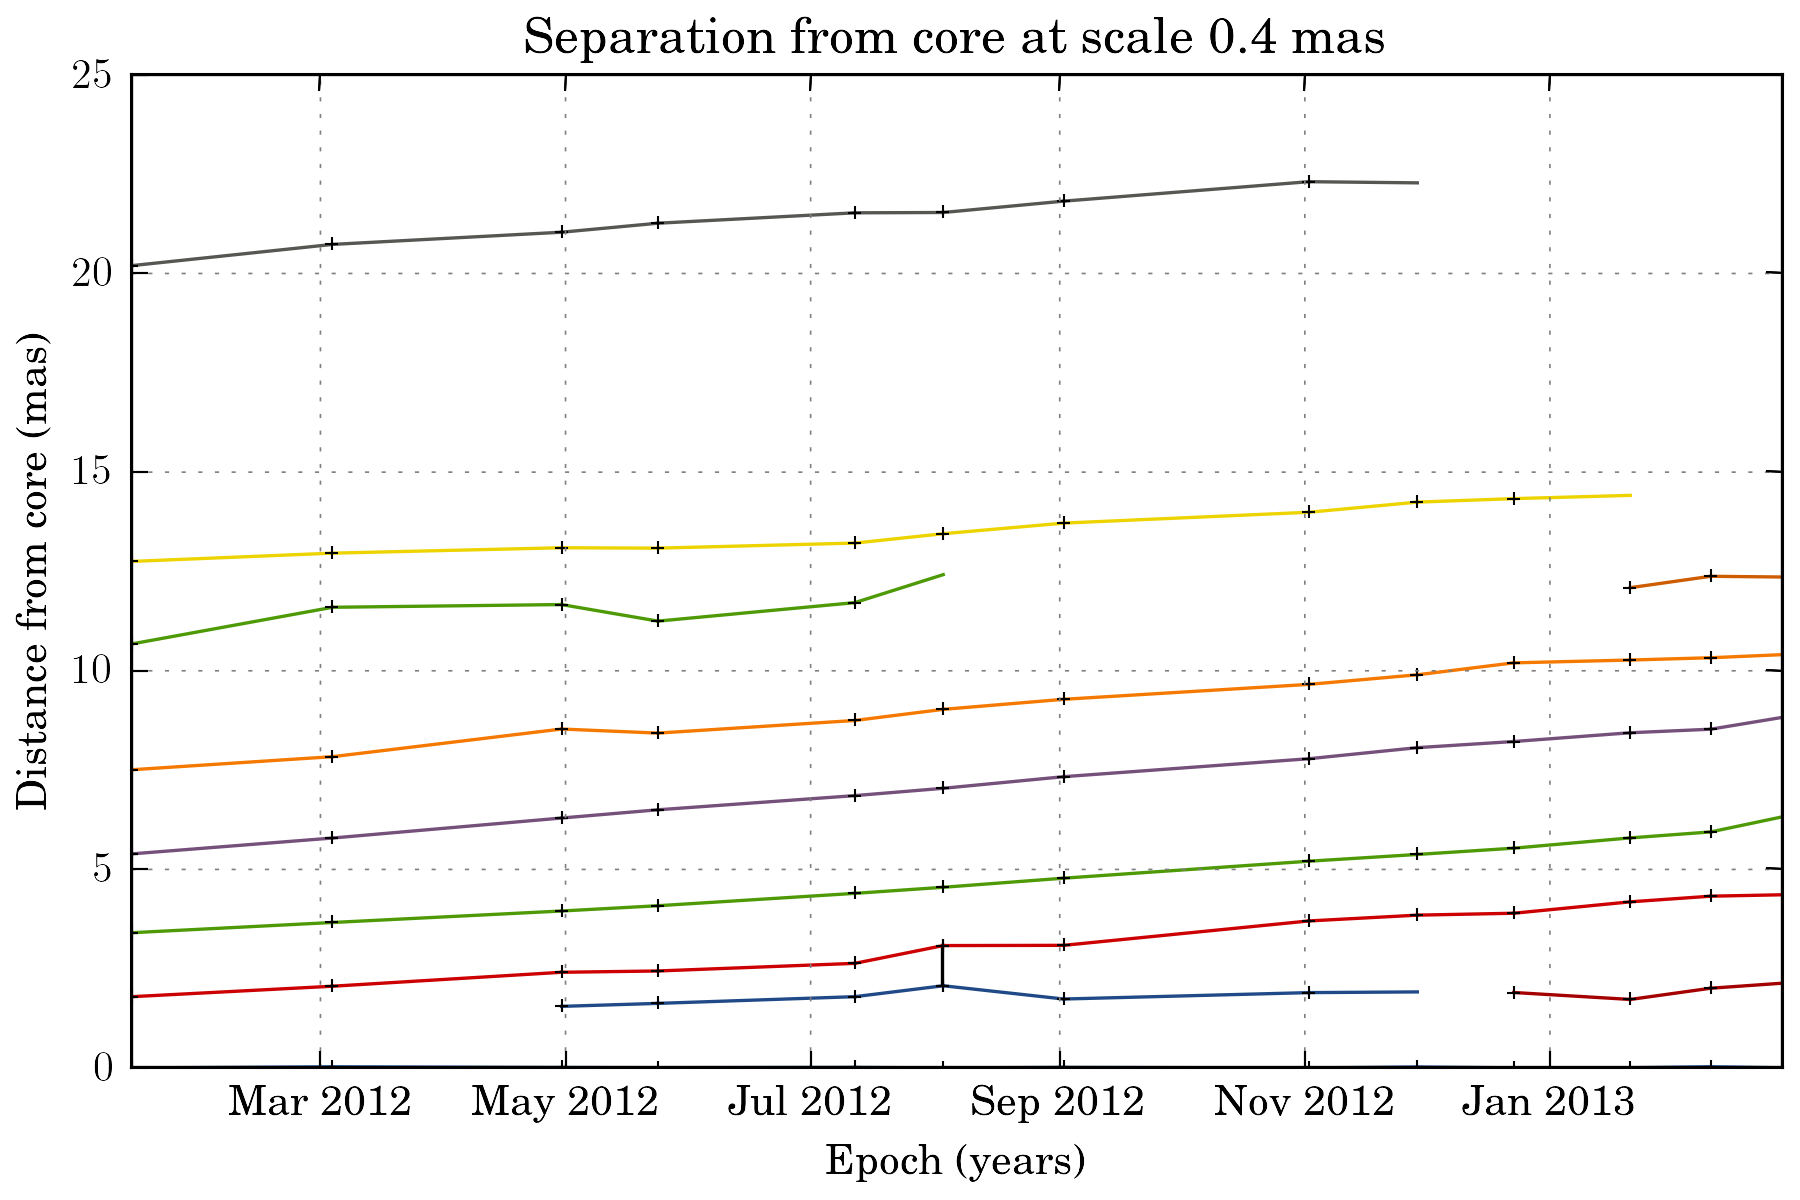 Separation from core at scale 0.4 mas
25
20
15
10
5
0
Distance from core (mas)
Mar 2012 May 2012 Jul 2012 Sep 2012 Nov 2012 Jan 2013
Epoch (years)